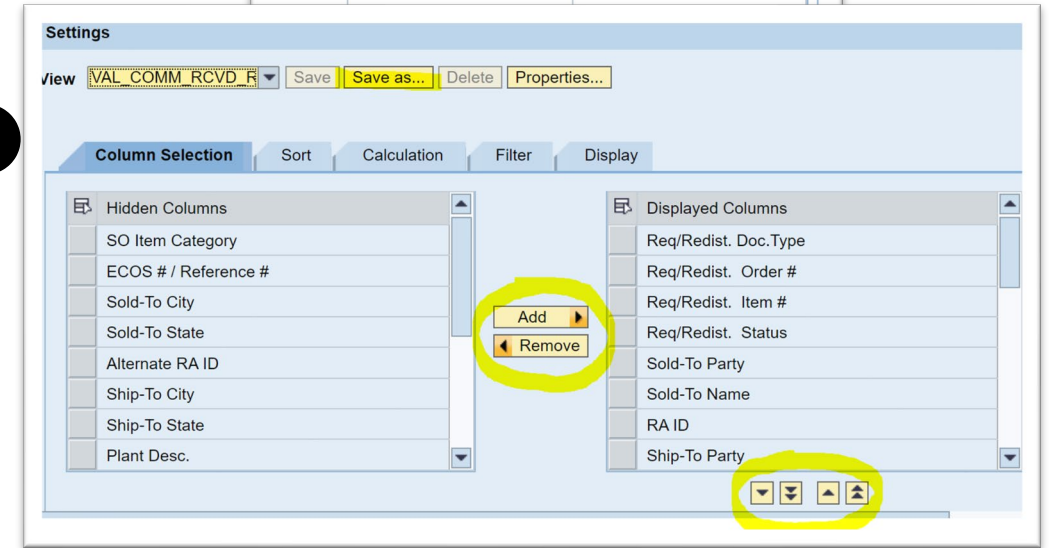 Settings
View VAL_COMM_RCVD_R Save Save as... Delete Properties...
Column Selection Sort Calculation Filter Display
Hidden Columns
SO Item Category
ECOS # / Reference #
Sold-To City
Sold-To State
Alternate RA ID
Ship-To City
Ship-To State
Plant Desc.
Add
Remove
Displayed Columns
Req/Redist. Doc.Type
Req/Redist. Order #
Req/Redist. Item #
Req/Redist. Status
Sold-To Party
Sold-To Name
RA ID
Ship-To Party